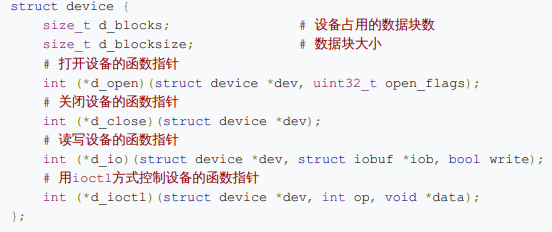 struct device {
    size_t d_blocks;                # 设备占用的数据块数
    size_t d_blocksize;             # 数据块大小
    # 打开设备的函数指针
    int (*d_open)(struct device *dev, uint32_t open_flags);
    # 关闭设备的函数指针
    int (*d_close)(struct device *dev);
    # 读写设备的函数指针
    int (*d_io)(struct device *dev, struct iobuf *iob, bool write);
    # 用ioctl方式控制设备的函数指针
    int (*d_ioctl)(struct device *dev, int op, void *data);
};